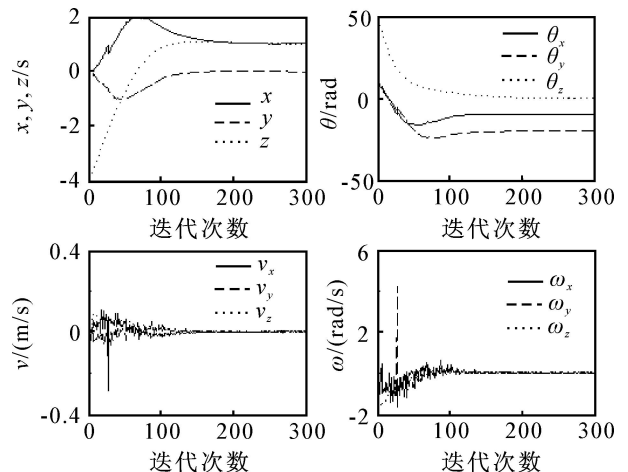 2
0
-2
-4
x, y, z/s
x
y
z
0 100 200 300
迭代次数
50
0
-50
θ/rad
θx
θy
θz
0 100 200 300
迭代次数
0.4
0
-0.4
v/(m/s)
vx
vy
vz
0 100 200 300
迭代次数
6
2
-2
ω/(rad/s)
ωx
ωy
ωz
0 100 200 300
迭代次数